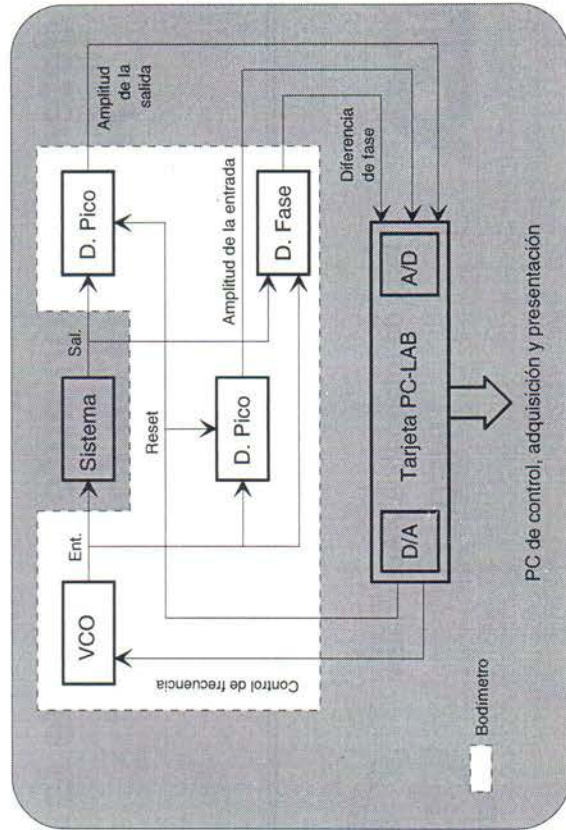 Amplitud
de la
salida
D. Pico
Sal.
Sistema
Ent.
VCO
Reset
D. Pico
Amplitud de la entrada
D. Fase
Control de frecuencia
Diferencia
de fase
D/A
Tarjeta PC-LAB
A/D
PC de control, adquisición y presentación
Bodímetro